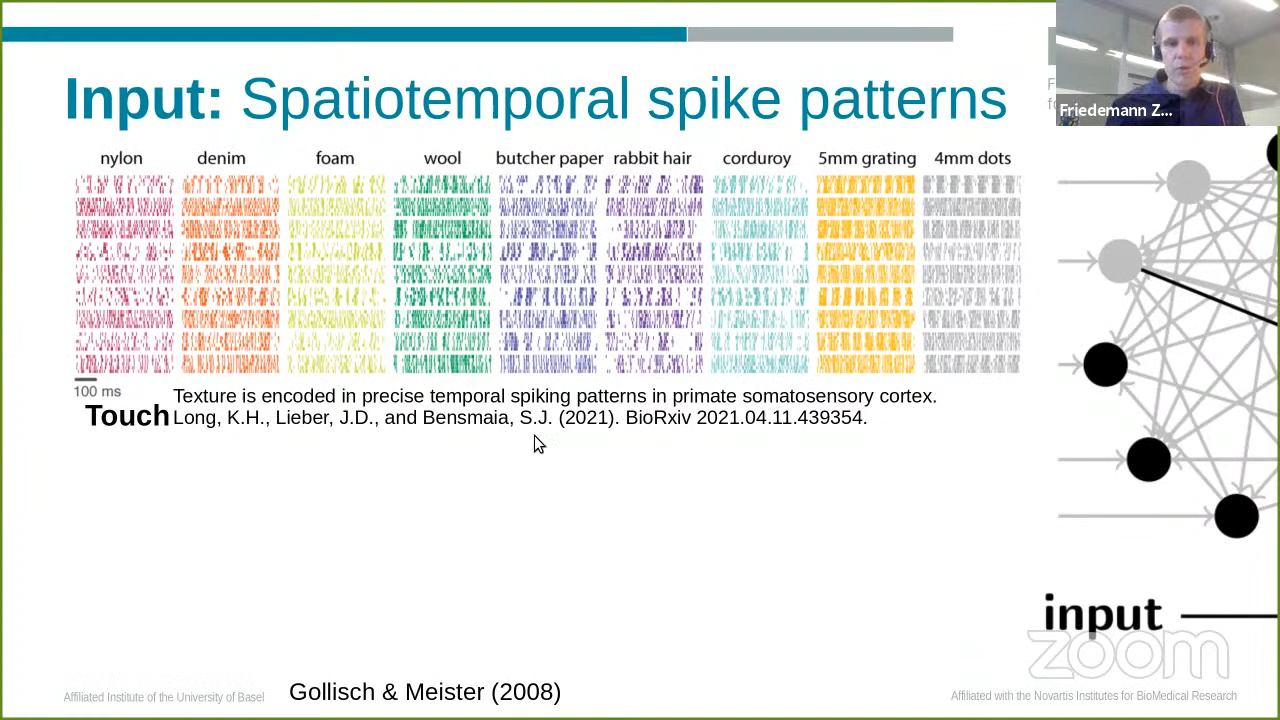 Friedemann Z...
Input: Spatiotemporal spike patterns
nylon denim foam wool butcher paper rabbit hair corduroy 5mm grating 4mm dots
100 ms
Touch
Texture is encoded in precise temporal spiking patterns in primate somatosensory cortex.
Long, K.H., Lieber, J.D., and Bensmaia, S.J. (2021). BioRxiv 2021.04.11.439354.
input
zoom
Affiliated Institute of the University of Basel
Gollisch & Meister (2008)
Affiliated with the Novartis Institutes for BioMedical Research